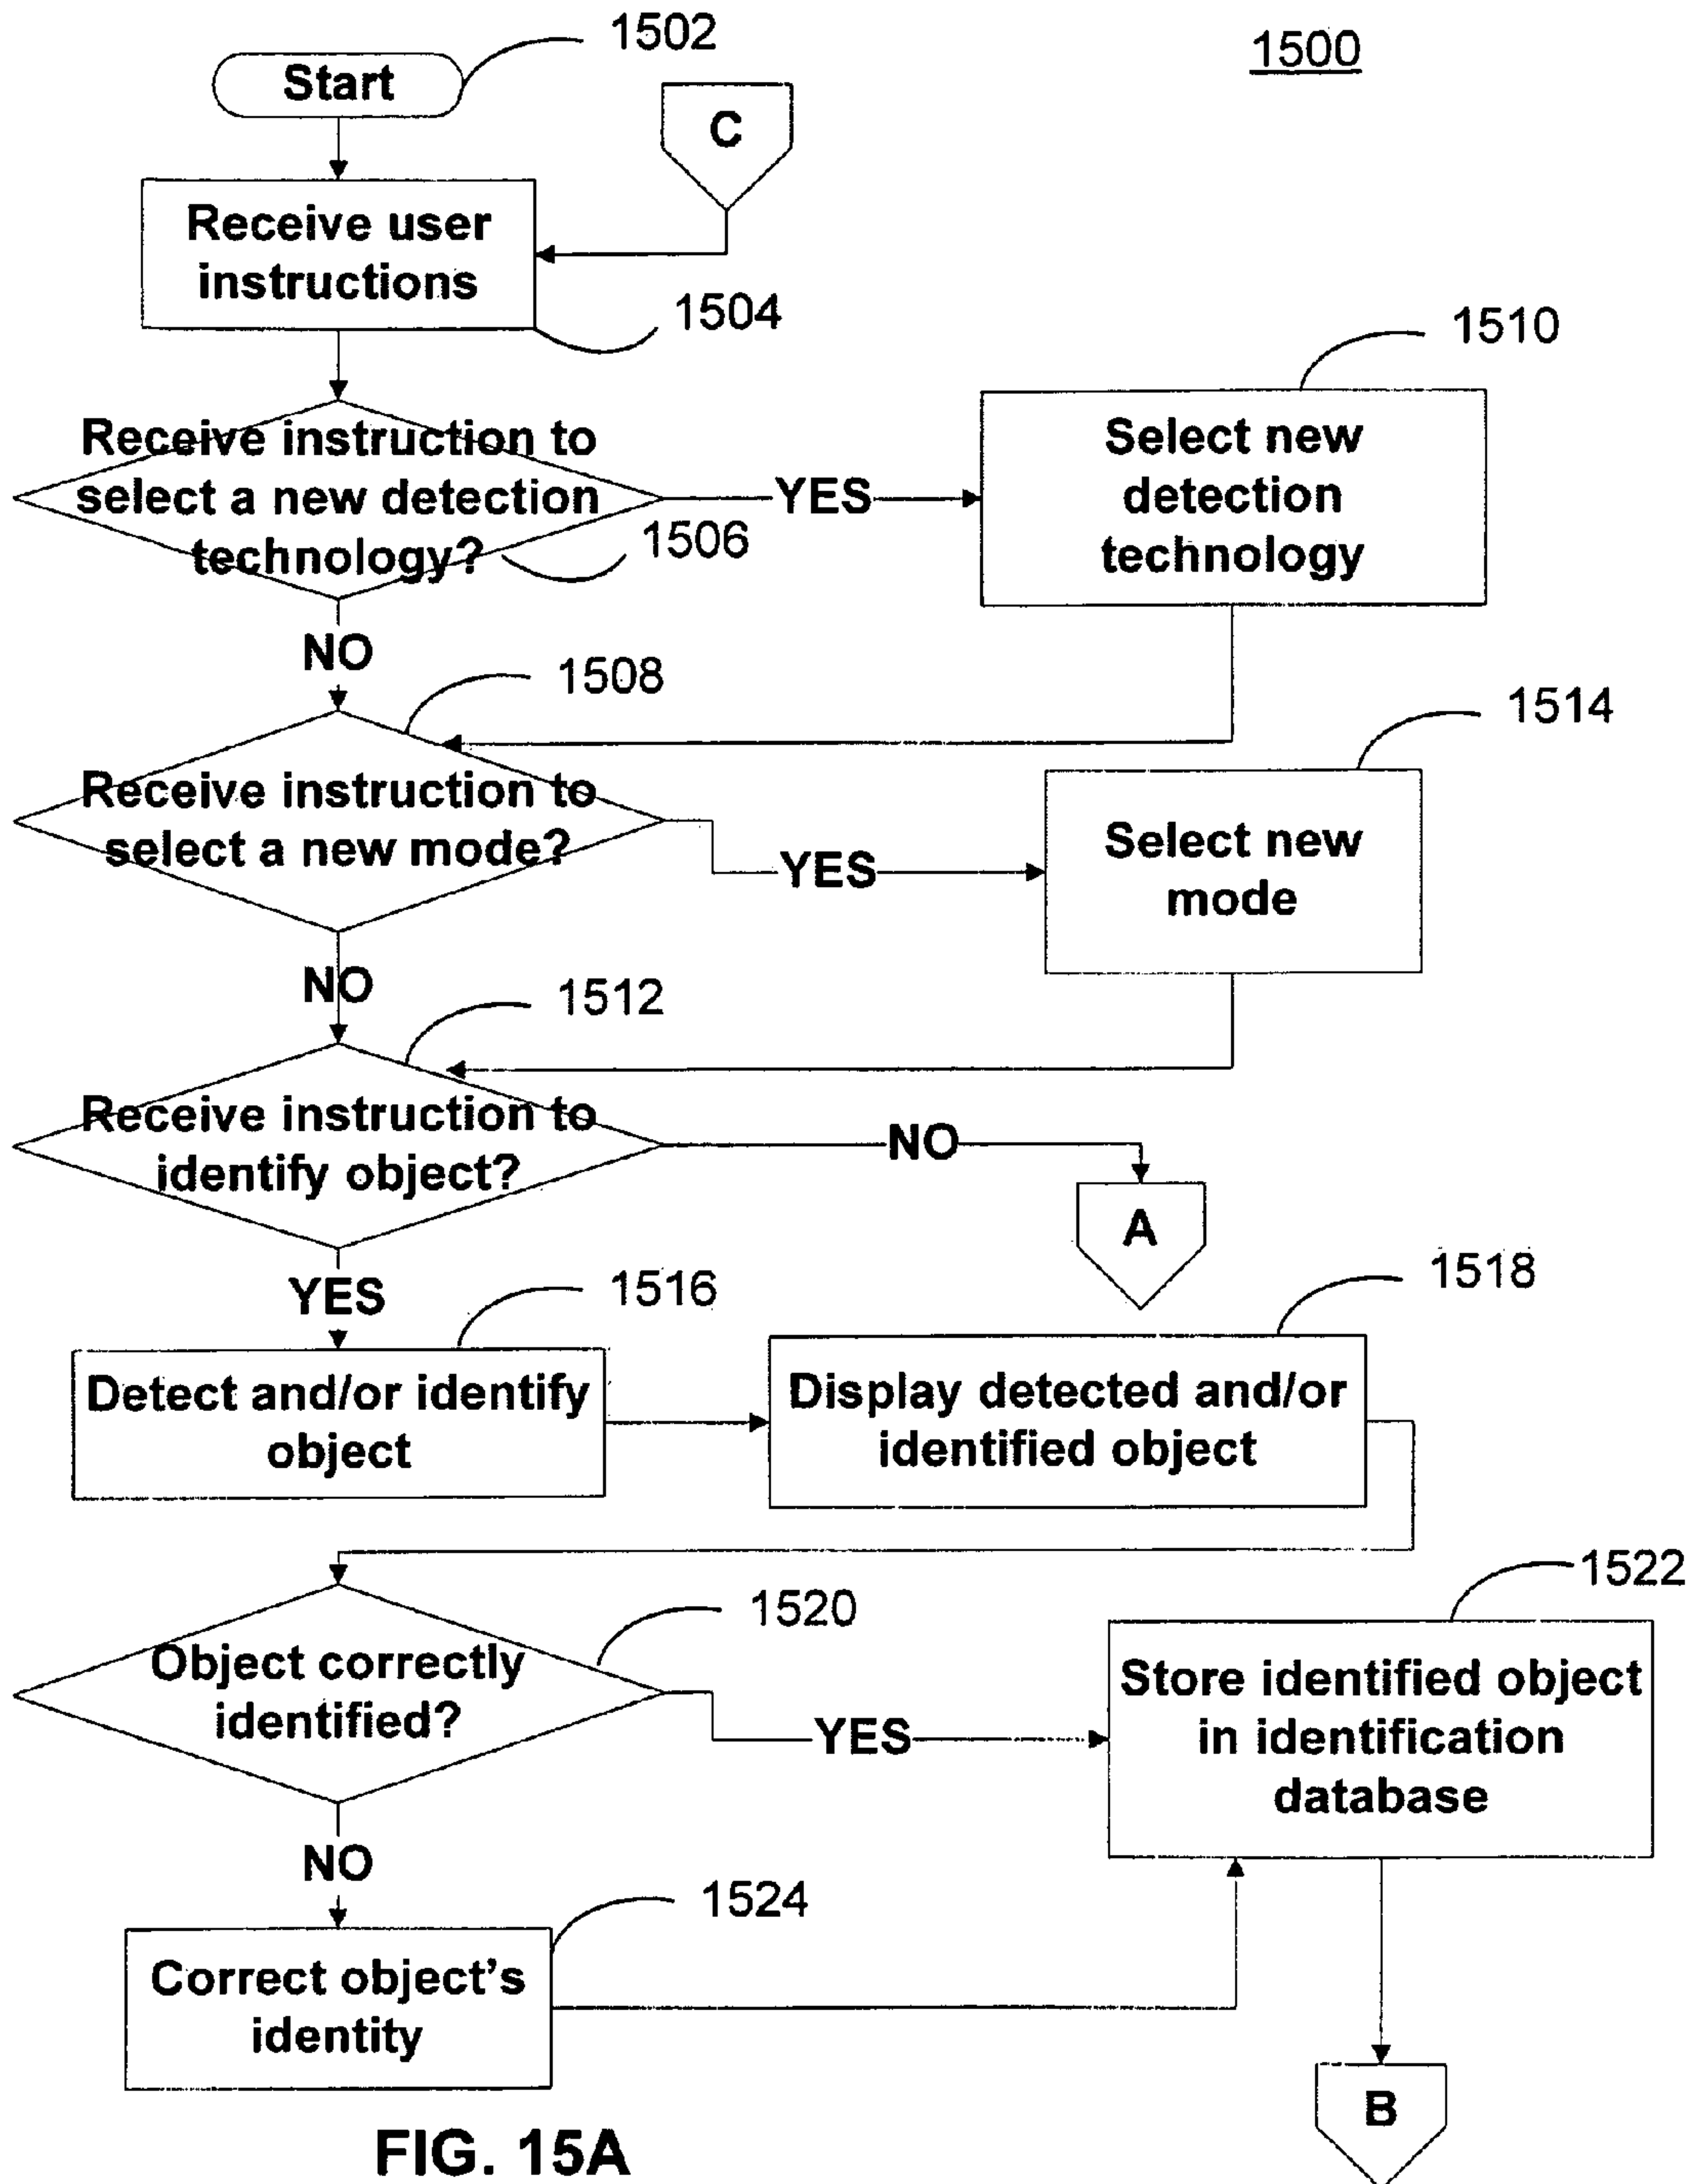 1502
1500
Start
C
Receive user
instructions
1504
1510
Receive instruction to
select a new detection
technology?
1506
YES
Select new
detection
technology
NO
1508
1514
Receive instruction to
select a new mode?
YES
Select new
mode
NO
1512
Receive instruction to
identify object?
NO
A
YES
1516
1518
Detect and/or identify
object
Display detected and/or
identified object
1522
1520
Object correctly
identified?
YES
Store identified object
in identification
database
NO
1524
Correct object's
identity
B
FIG. 15A